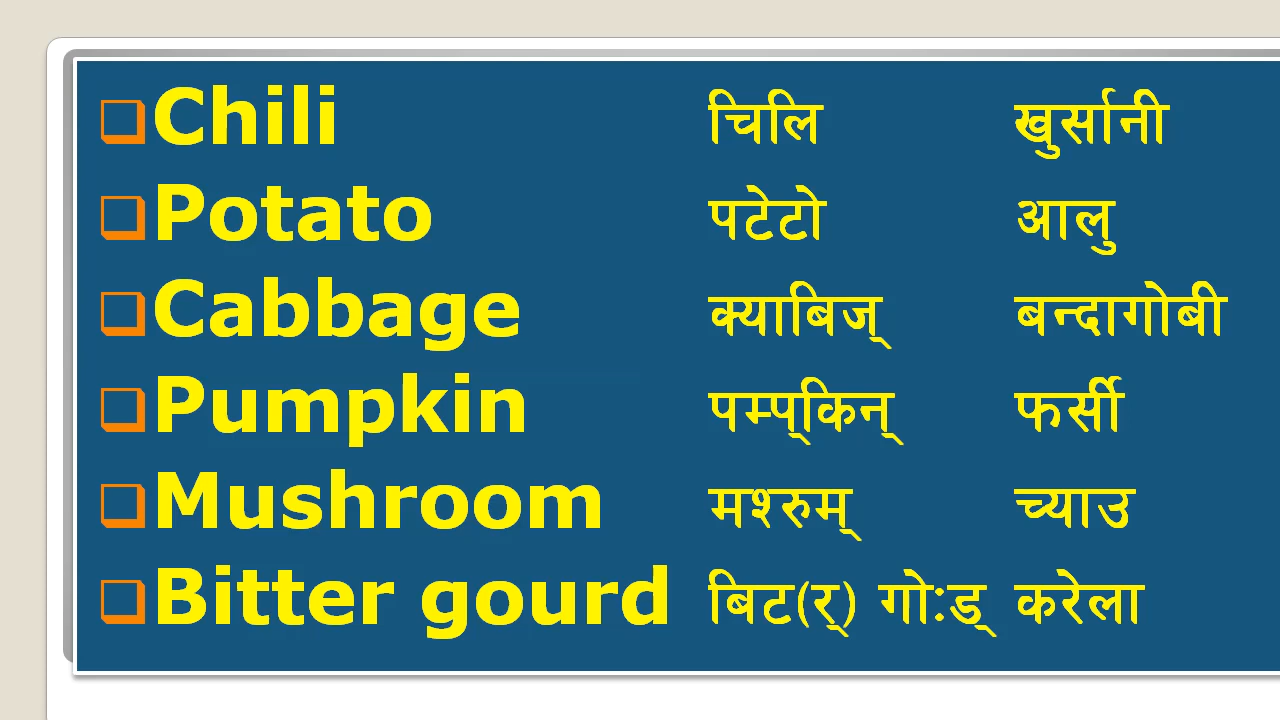 Chili चिलि खुर्सानी
Potato पटेटो आलु
Cabbage क्याबिज् बन्दागोबी
Pumpkin पम्प्किन् फर्सी
Mushroom मश्रुम् च्याउ
Bitter gourd बिट(र्) गो:ड् करेला